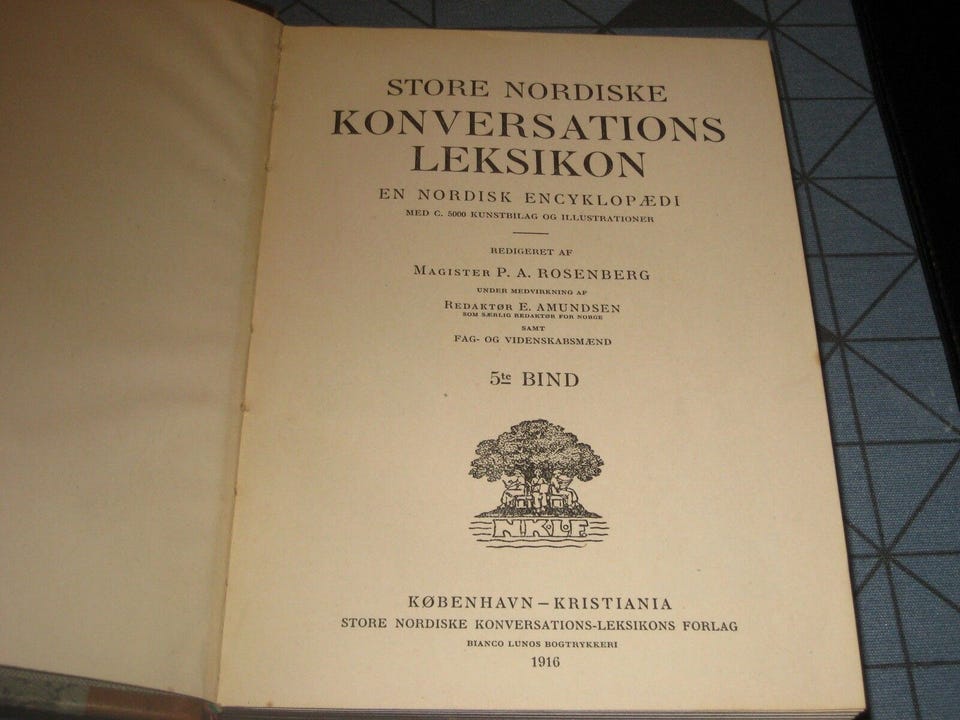 STORE NORDISKE
KONVERSATIONS
LEKSIKON
EN NORDISK ENCYKLOPÆDI
MED C. 5000 KUNSTBILAG OG ILLUSTRATIONER
REDIGERET AF
MAGISTER P. A. ROSENBERG
UNDER MEDVIRKNING AF
REDAKTØR E. AMUNDSEN
SOM SÆRLIG REDAKTØR FOR NORGE
SAMT
FAG- OG VIDENSKABSMÆND
5te BIND
N.K.L.F.
KØBENHAVN – KRISTIANIA
STORE NORDISKE KONVERSATIONS-LEKSIKONS FORLAG
BIANCO LUNOS BOGTRYKKERI
1916